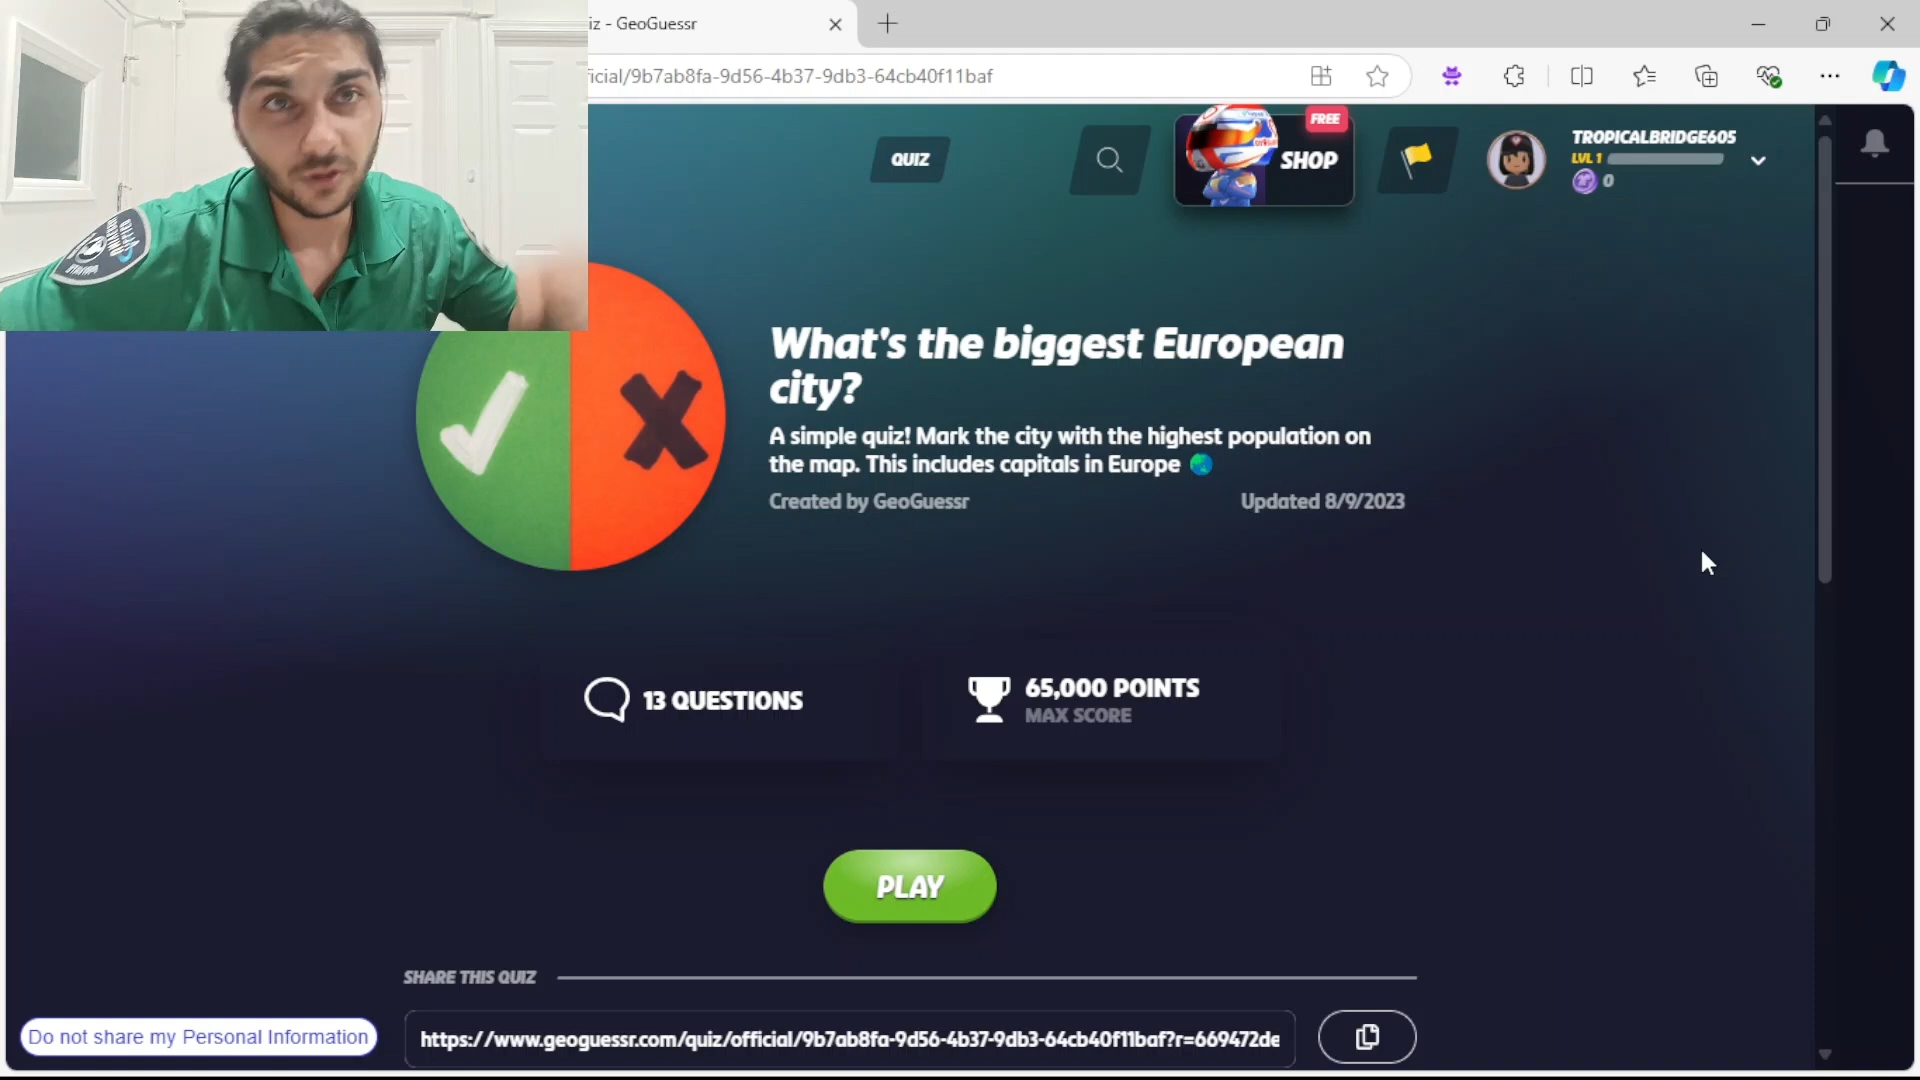 iz - GeoGuessr
icial/9b7ab8fa-9d56-4b37-9db3-64cb40f11baf
QUIZ
FREE
SHOP
TROPICALBRIDGE605
LVL 1
0
What's the biggest European
city?
A simple quiz! Mark the city with the highest population on
the map. This includes capitals in Europe
Created by GeoGuessr
Updated 8/9/2023
13 QUESTIONS
65,000 POINTS
MAX SCORE
PLAY
SHARE THIS QUIZ
Do not share my Personal Information
https://www.geoguessr.com/quiz/official/9b7ab8fa-9d56-4b37-9db3-64cb40f11baf?r=669472de